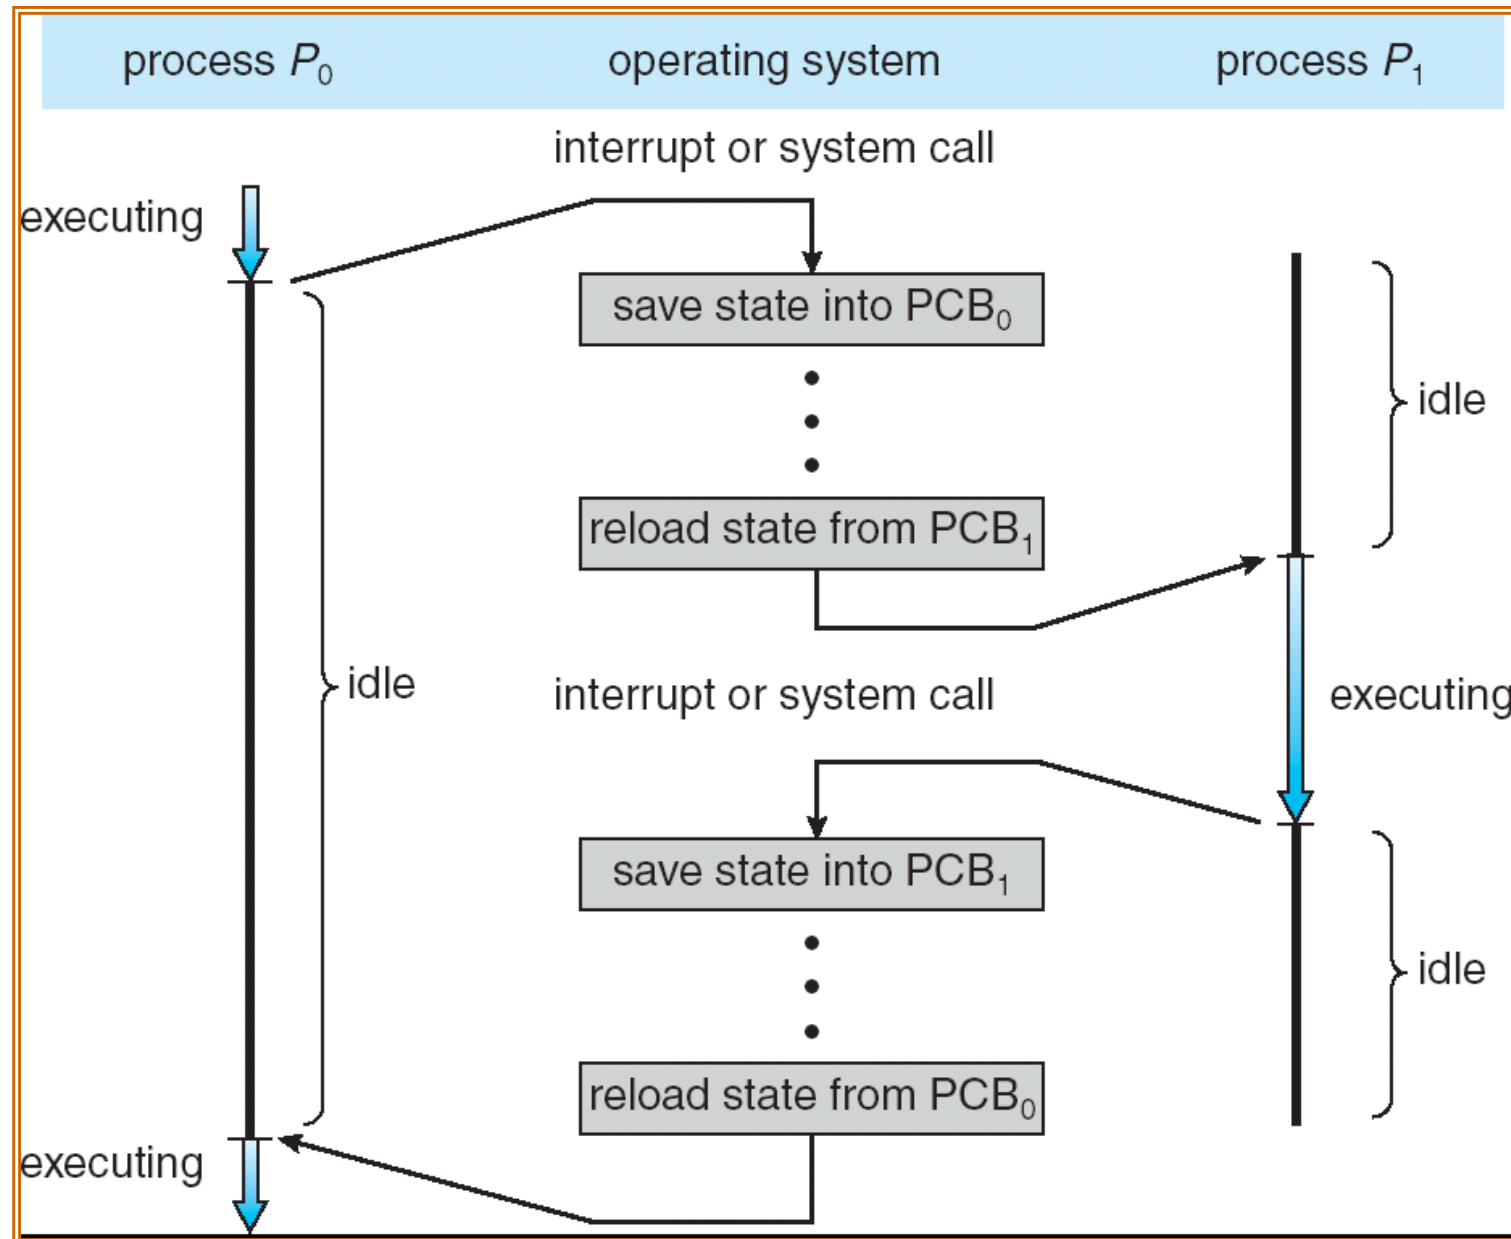 process P₀ operating system process P₁
interrupt or system call
executing
save state into PCB₀
idle
reload state from PCB₁
idle
interrupt or system call
executing
save state into PCB₁
idle
reload state from PCB₀
executing